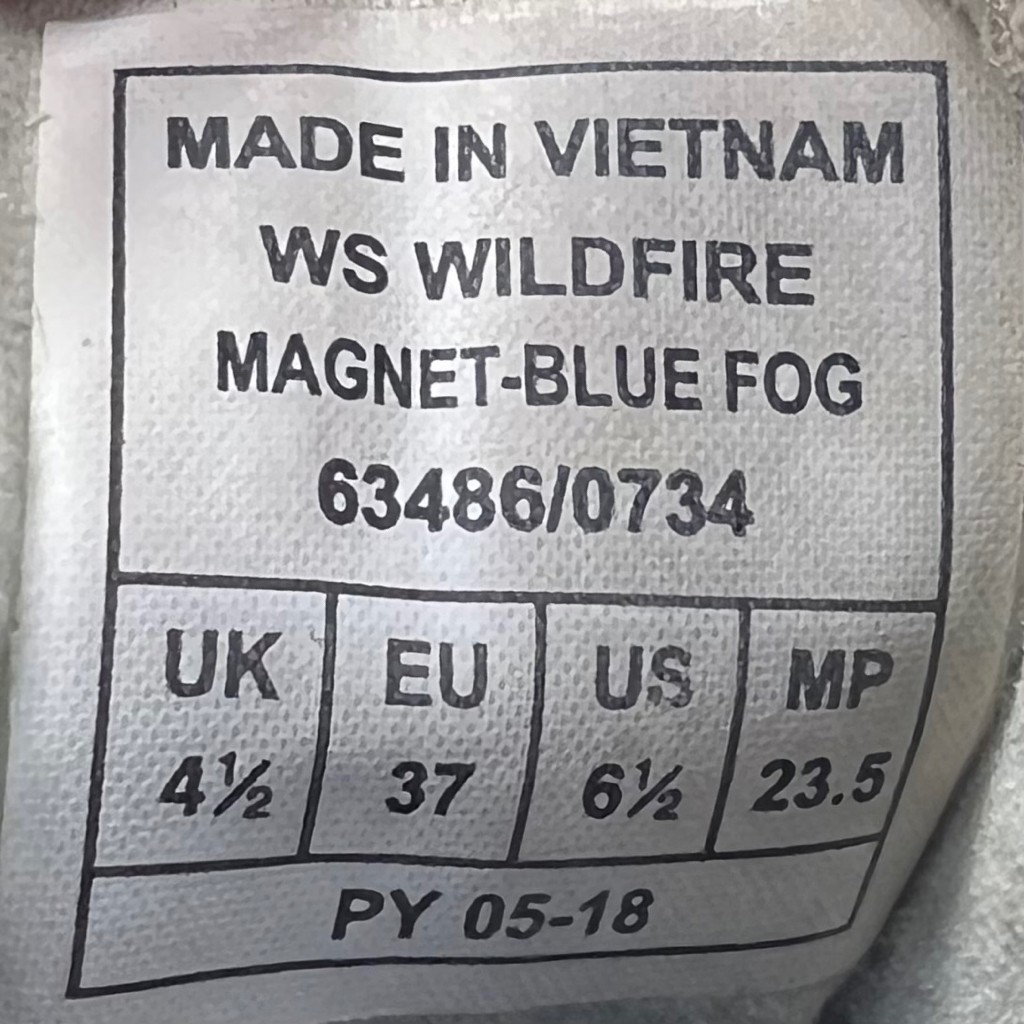 MADE IN VIETNAM
WS WILDFIRE
MAGNET-BLUE FOG
63486/0734
UK EU US MP
4½ 37 6½ 23.5
PY 05-18